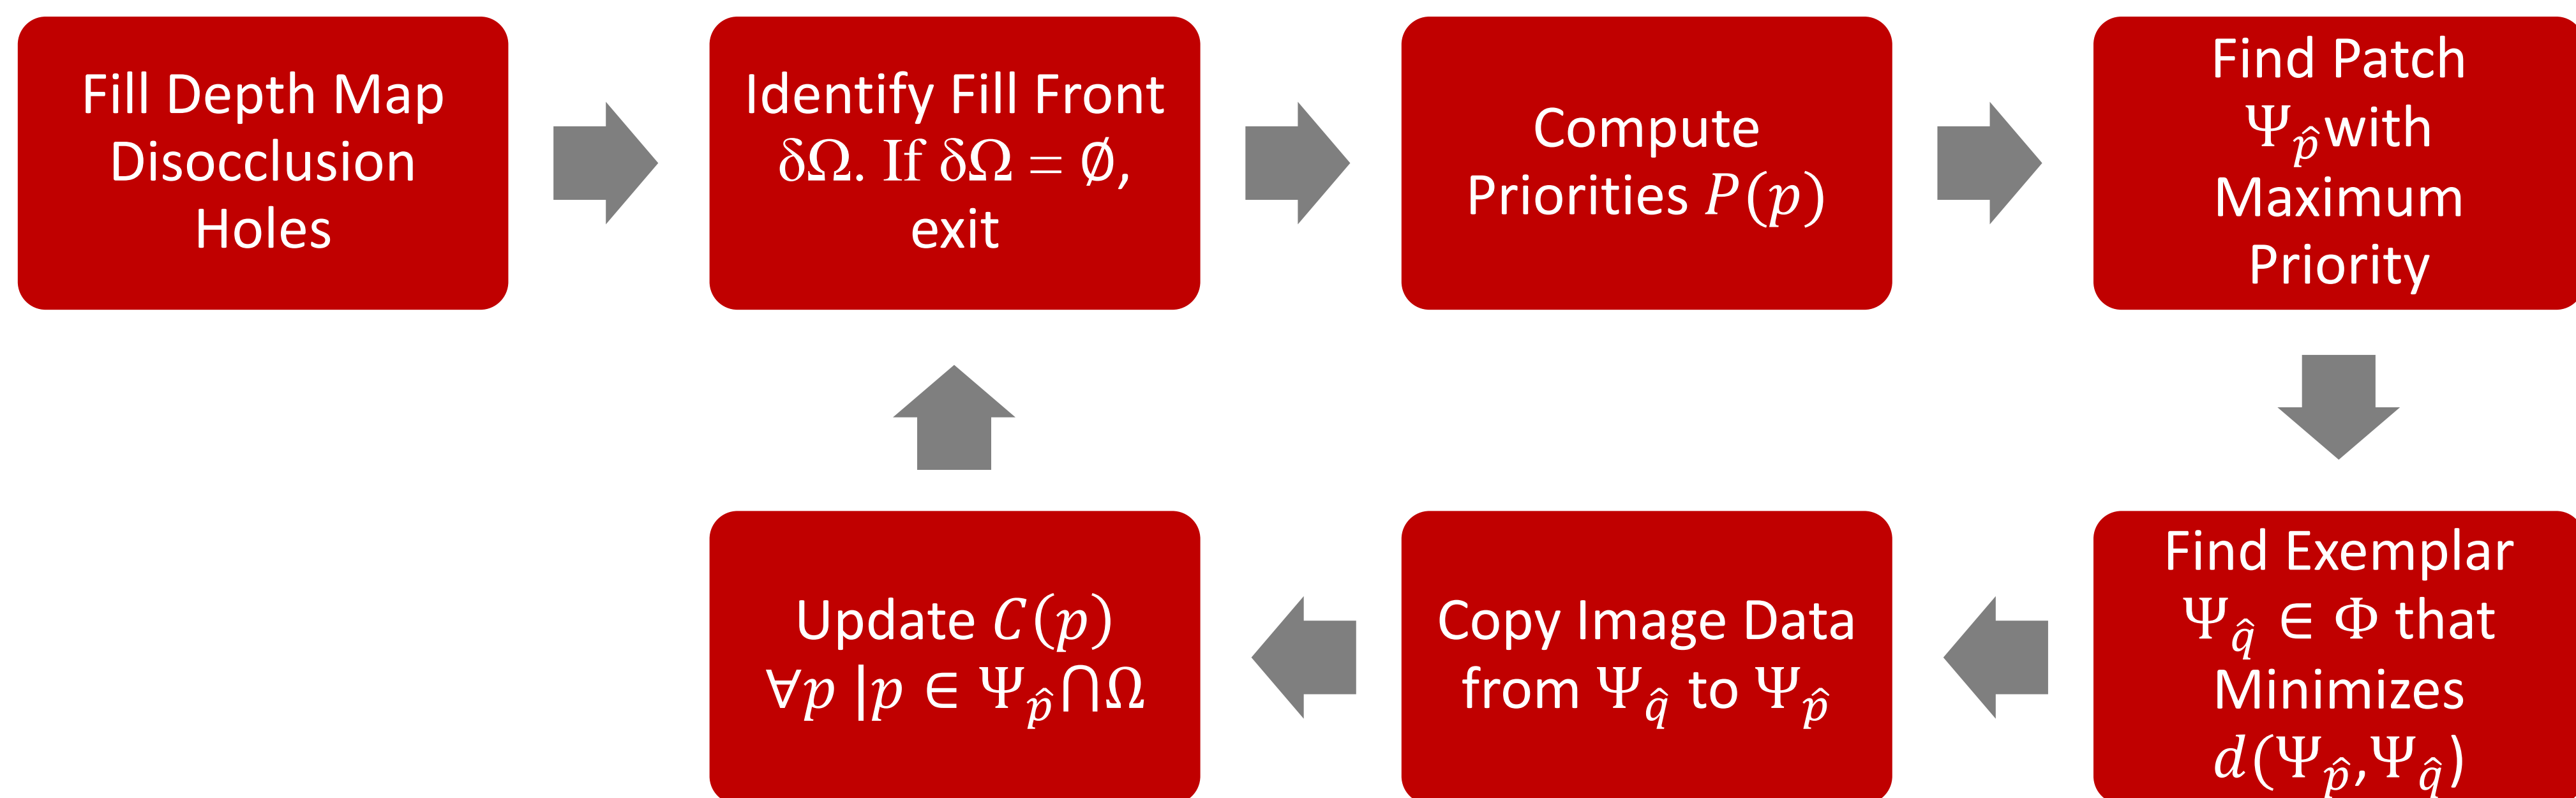 Fill Depth Map
Disocclusion
Holes
Identify Fill Front
δΩ. If δΩ = ∅,
exit
Compute
Priorities P(p)
Find Patch
Ψ_p̂ with
Maximum
Priority
Find Exemplar
Ψ_q̂ ∈ Φ that
Minimizes
d(Ψ_p̂,Ψ_q̂)
Copy Image Data
from Ψ_q̂ to Ψ_p̂
Update C(p)
∀p |p ∈ Ψ_p̂⋂Ω